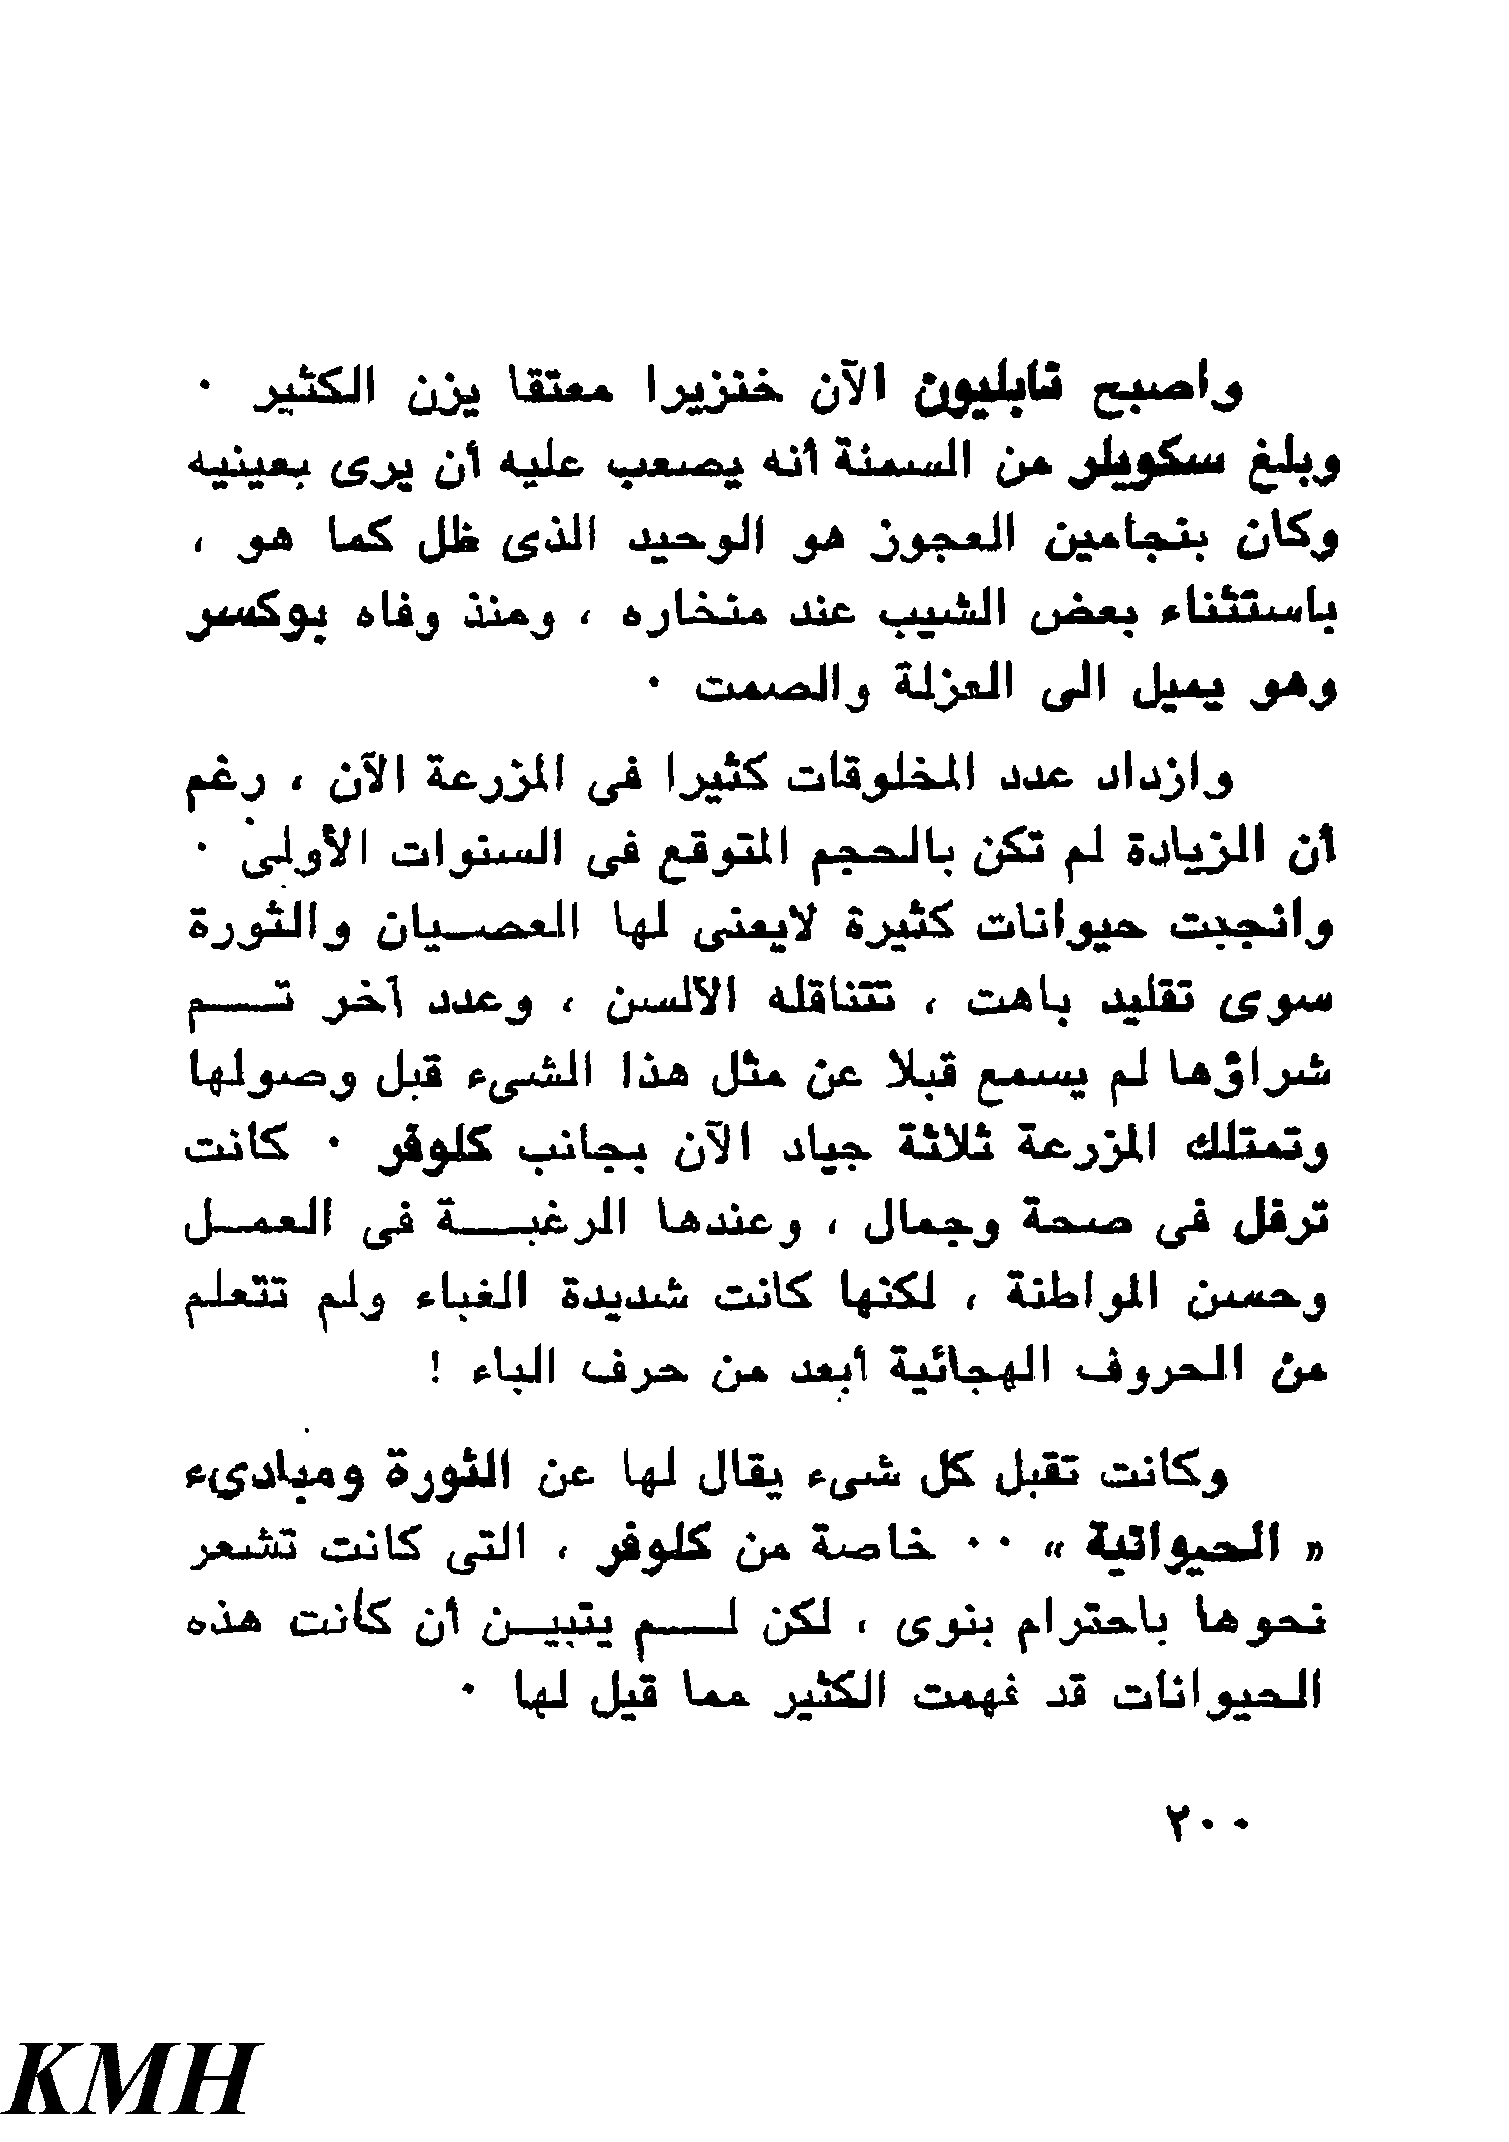 واصبح نابليون الآن خنزيرا معتقا يزن الكثير ٠
وبلغ سكويلر من السمنة أنه يصعب عليه أن يرى بعينيه
وكان بنجامين العجوز هو الوحيد الذى ظل كما هو ،
باستثناء بعض الشيب عند منخاره ، ومنذ وفاه بوكسر
وهو يميل الى العزلة والصمت ٠
وازداد عدد المخلوقات كثيرا فى المزرعة الآن ، رغم
أن الزيادة لم تكن بالحجم المتوقع فى السنوات الأولى ٠
وانجبت حيوانات كثيرة لايعنى لها العصيان والثورة
سوى تقليد باهت ، تتناقله الألسن ، وعدد آخر تم
شراؤها لم يسمع قبلا عن مثل هذا الشىء قبل وصولها
وتمتلك المزرعة ثلاثة جياد الآن بجانب كلوفر ٠ كانت
ترفل فى صحة وجمال ، وعندها الرغبة فى العمل
وحسن المواطنة ، لكنها كانت شديدة الغباء ولم تتعلم
من الحروف الهجائية أبعد من حرف الباء !
وكانت تقبل كل شىء يقال لها عن الثورة ومبادىء
« الحيوانية » ٠٠ خاصة من كلوفر ، التى كانت تشعر
نحوها باحترام بنوى ، لكن لم يتبين أن كانت هذه
الحيوانات قد فهمت الكثير مما قيل لها ٠
٢٠٠
KMH